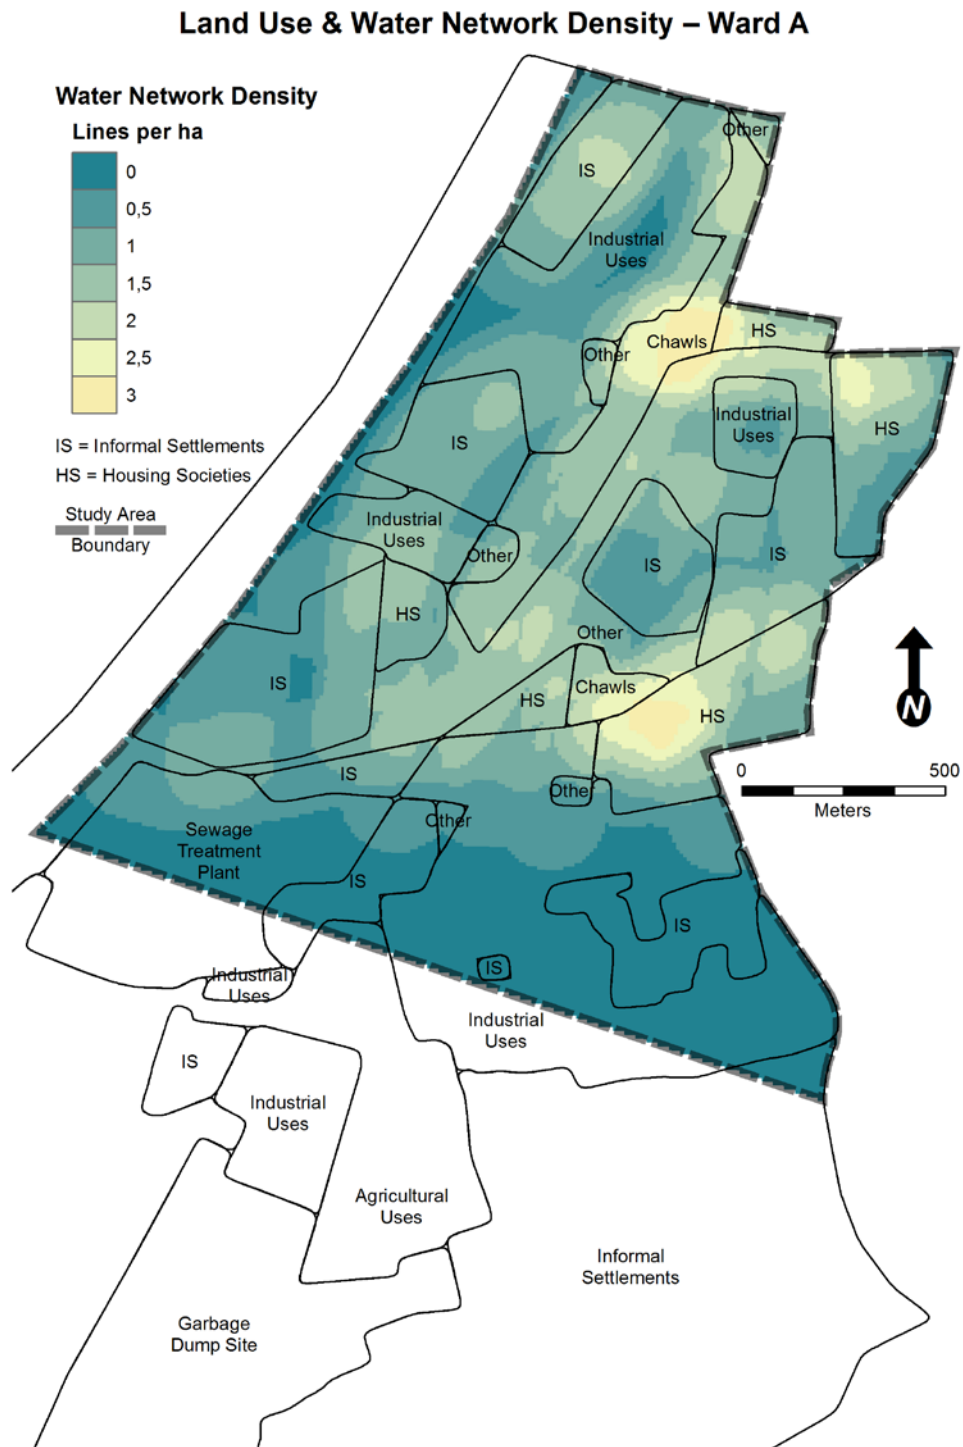 Land Use & Water Network Density – Ward A
Water Network Density
Lines per ha
0
0,5
1
1,5
2
2,5
3
IS = Informal Settlements
HS = Housing Societies
Study Area
Boundary
Other
IS
Industrial
Uses
HS
Chawls
Other
Industrial
Uses
HS
IS
Industrial
Uses
Other
IS
IS
HS
Other
IS
Chawls
HS
HS
N
IS
Other
0
500
Meters
Other
Sewage
Treatment
Plant
IS
IS
IS
Industrial
Uses
Industrial
Uses
IS
Industrial
Uses
Agricultural
Uses
Informal
Settlements
Garbage
Dump Site